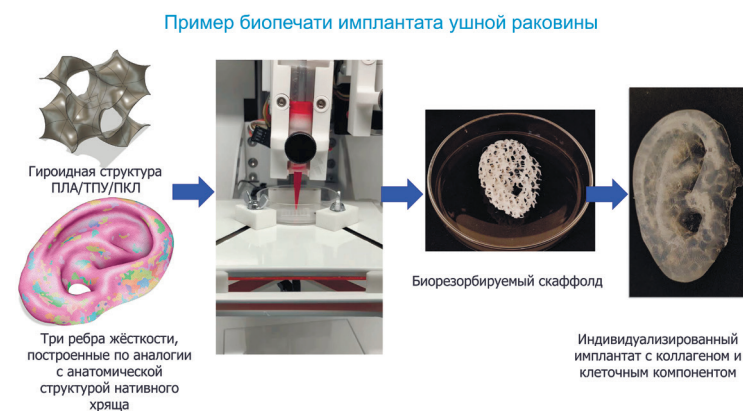 Пример биопечати имплантата ушной раковины
Гироидная структура
ПЛА/ТПУ/ПКЛ
Три ребра жёсткости,
построенные по аналогии
с анатомической
структурой нативного
хряща
Биорезорбируемый скаффолд
Индивидуализированный
имплантат с коллагеном и
клеточным компонентом